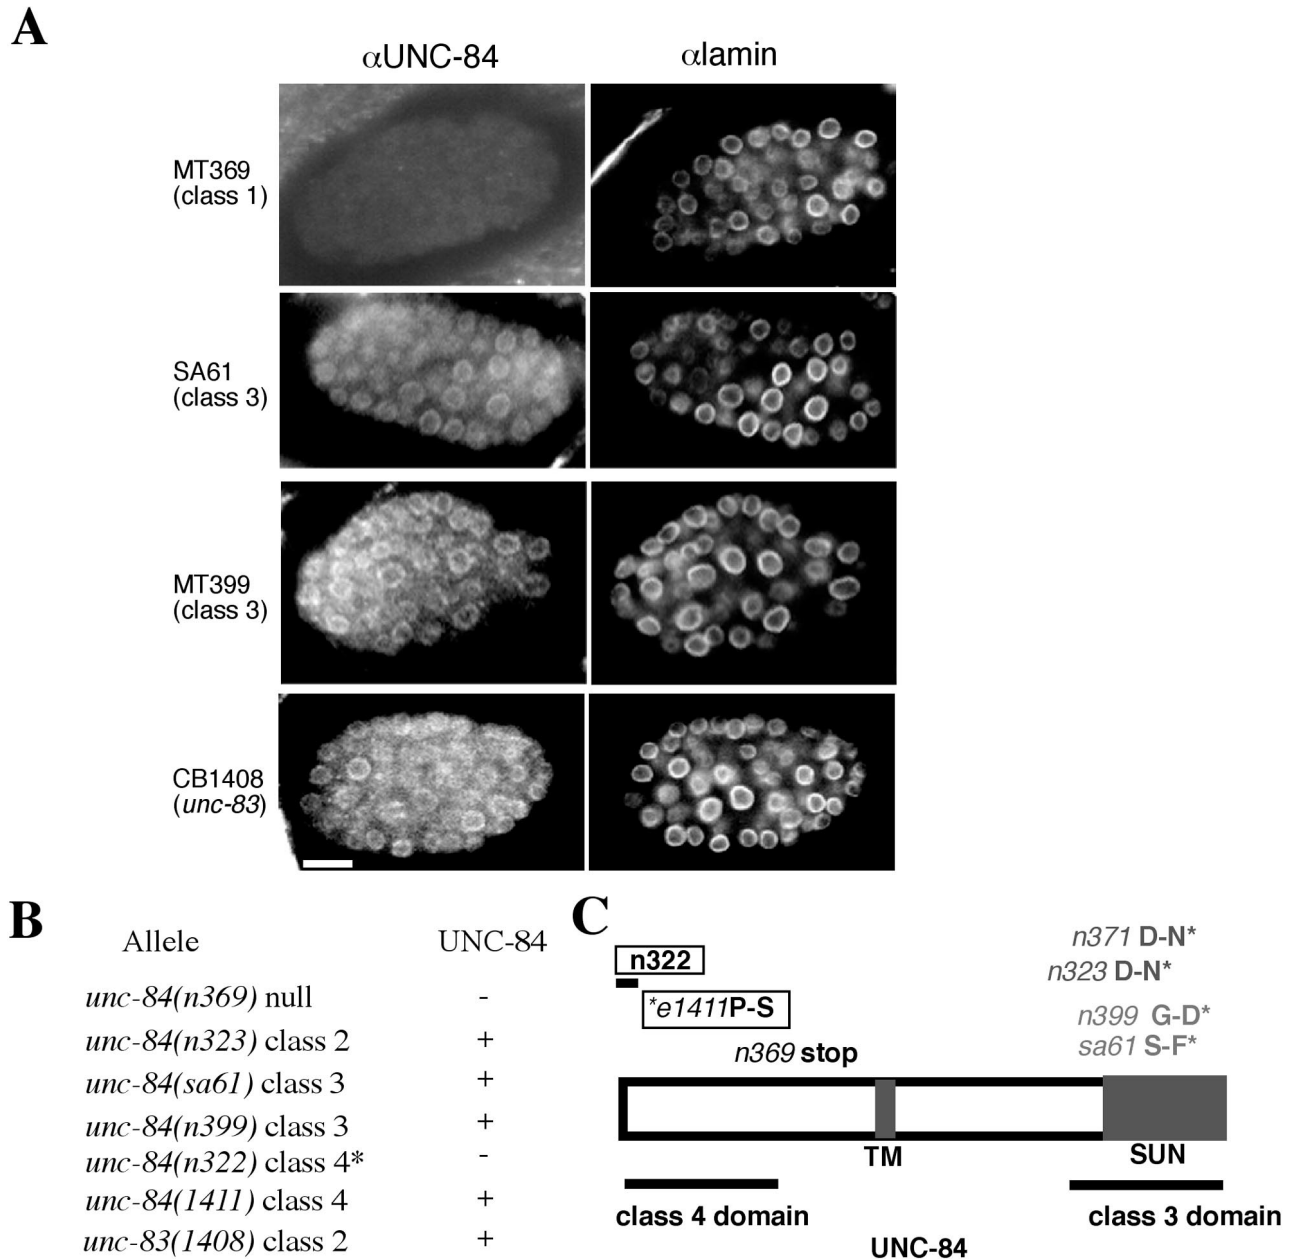 A
αUNC-84
αlamin
MT369
(class 1)
SA61
(class 3)
MT399
(class 3)
CB1408
(unc-83)
B
Allele UNC-84
unc-84(n369) null -
unc-84(n323) class 2 +
unc-84(sa61) class 3 +
unc-84(n399) class 3 +
unc-84(n322) class 4* -
unc-84(1411) class 4 +
unc-83(1408) class 2 +
C
n371 D-N*
n322
n323 D-N*
*e1411P-S
n399 G-D*
n369 stop
sa61 S-F*
TM
SUN
class 4 domain
class 3 domain
UNC-84